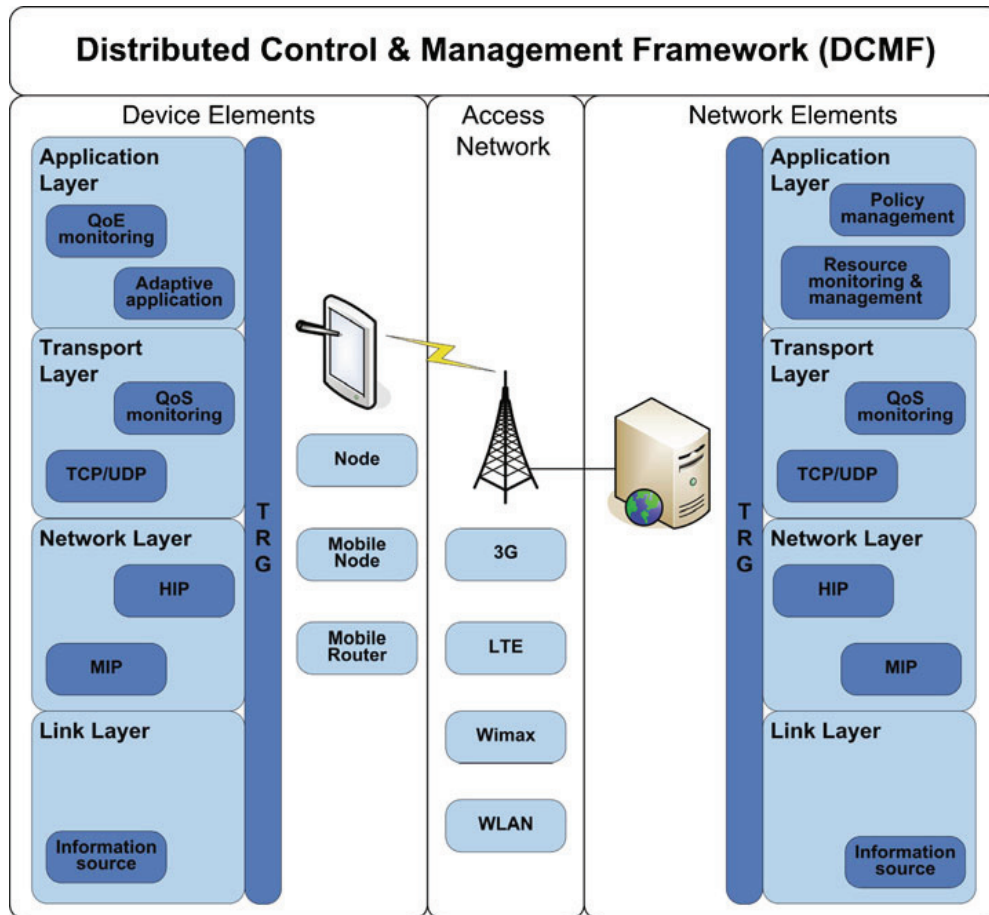 Distributed Control & Management Framework (DCMF)
Device Elements
Application
Layer
QoE
monitoring
Adaptive
application
Transport
Layer
QoS
monitoring
TCP/UDP
Network Layer
HIP
MIP
Link Layer
Information
source
T
R
G
Node
Mobile
Node
Mobile
Router
Access
Network
3G
LTE
Wimax
WLAN
Network Elements
T
R
G
Application
Layer
Policy
management
Resource
monitoring &
management
Transport
Layer
QoS
monitoring
TCP/UDP
Network Layer
HIP
MIP
Link Layer
Information
source